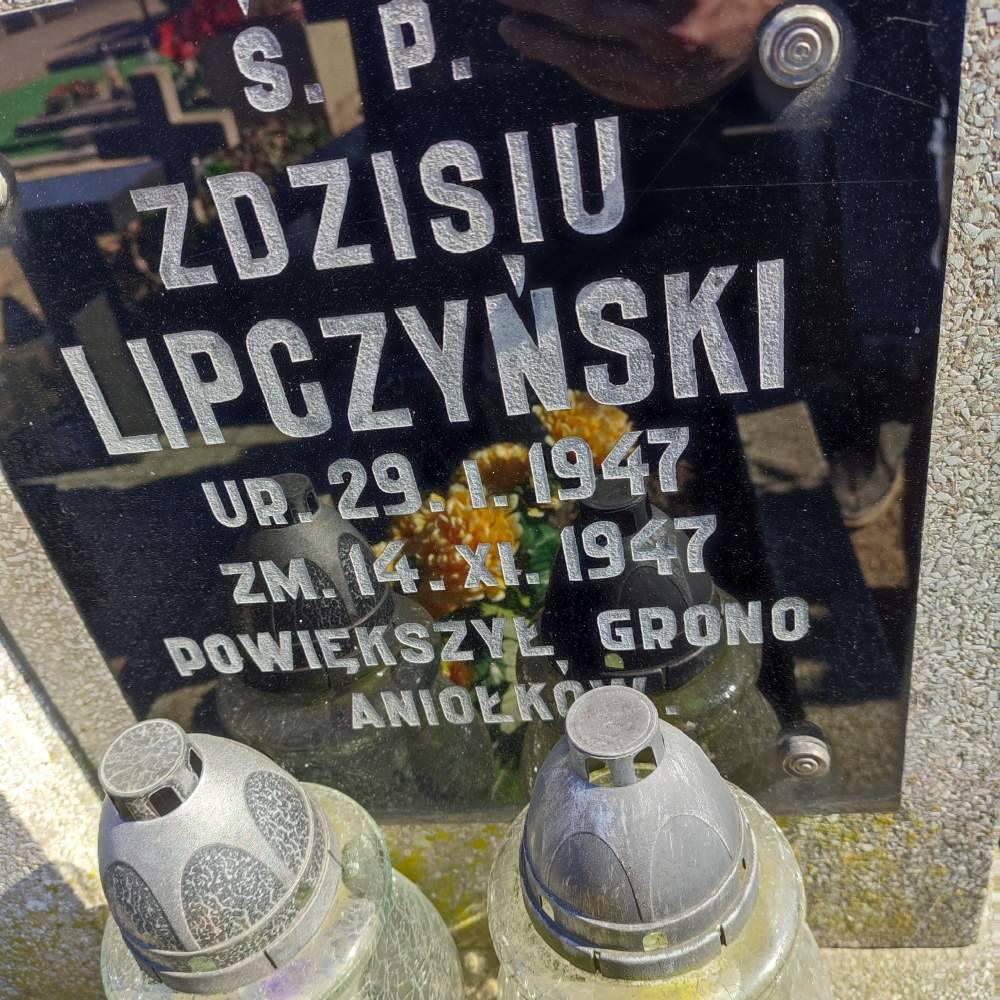 Ś. P.
ZDZISIU
LIPCZYŃSKI
UR. 29. I. 1947
ZM. 14. XI. 1947
POWIĘKSZYŁ GRONO
ANIOŁKÓW.